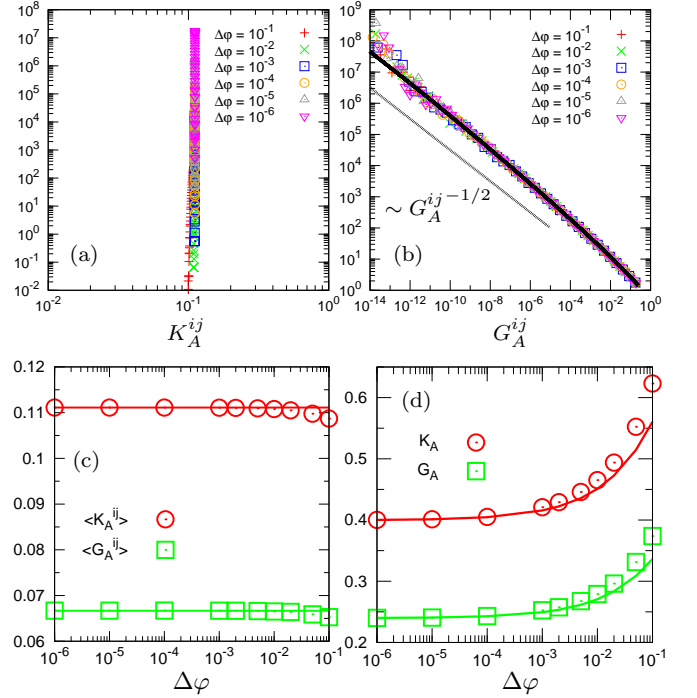 10^8
10^7
10^6
10^5
10^4
10^3
10^2
10^1
10^0
10^-1
10^-2
10^-2 10^-1 10^0
Δφ = 10^-1
Δφ = 10^-2
Δφ = 10^-3
Δφ = 10^-4
Δφ = 10^-5
Δφ = 10^-6
(a)
K_A^ij
10^9
10^8
10^7
10^6
10^5
10^4
10^3
10^2
10^1
10^0
10^-14 10^-12 10^-10 10^-8 10^-6 10^-4 10^-2 10^0
Δφ = 10^-1
Δφ = 10^-2
Δφ = 10^-3
Δφ = 10^-4
Δφ = 10^-5
Δφ = 10^-6
∼ G_A^ij -1/2
(b)
G_A^ij
0.12
0.11
0.1
0.09
0.08
0.07
0.06
10^-6 10^-5 10^-4 10^-3 10^-2 10^-1
(c)
<K_A^ij>
<G_A^ij>
Δφ
0.6
0.5
0.4
0.3
0.2
10^-6 10^-5 10^-4 10^-3 10^-2 10^-1
(d)
K_A
G_A
Δφ